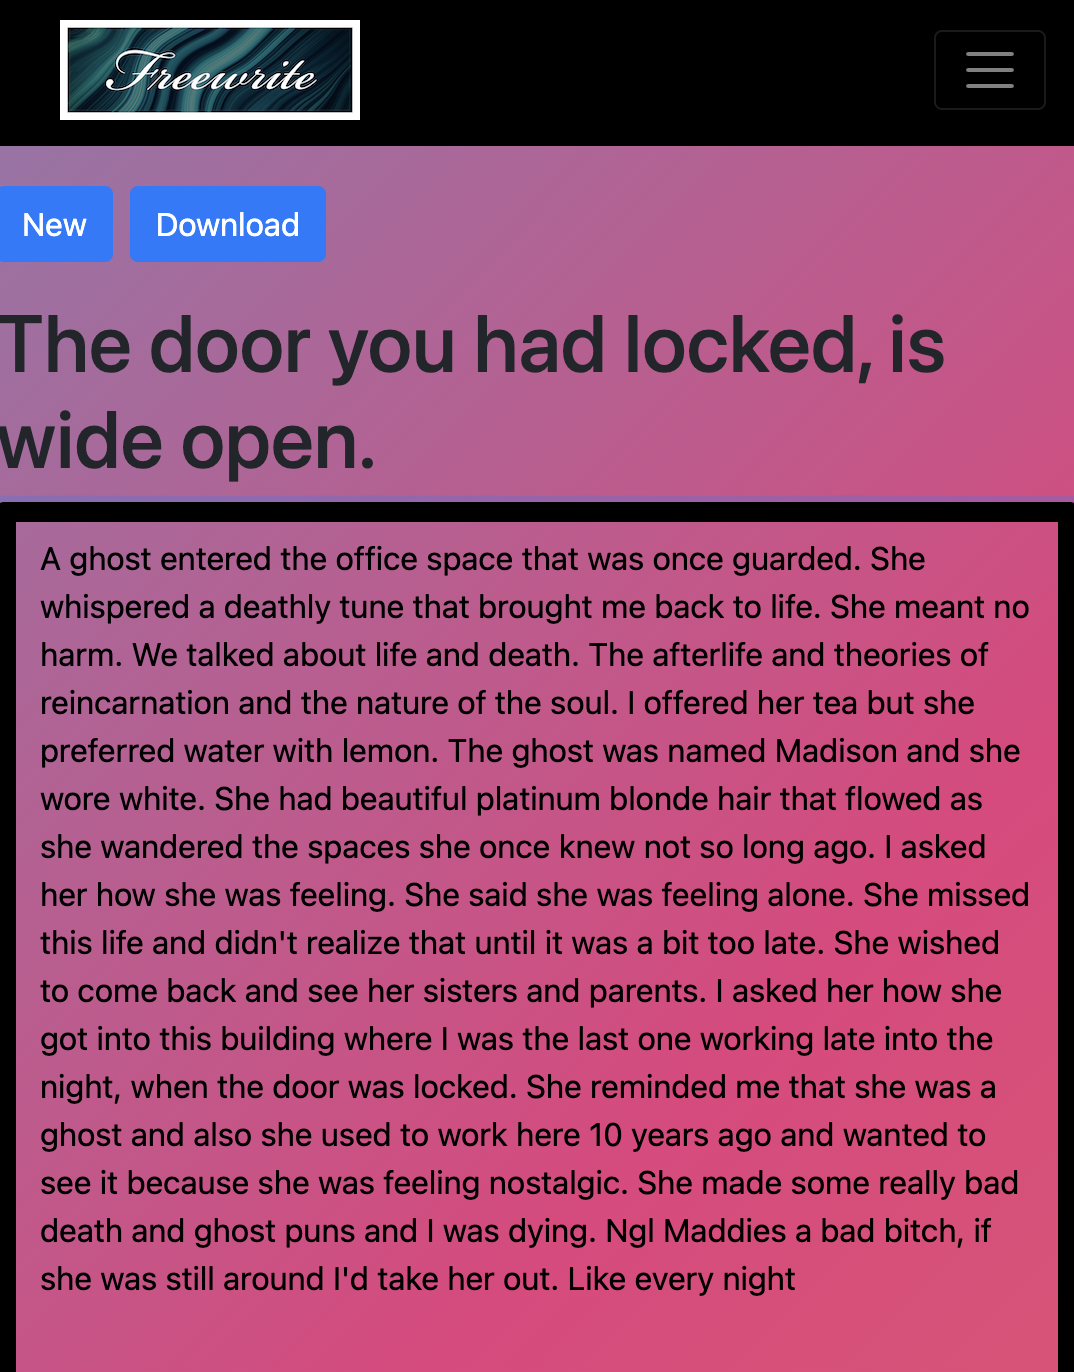 Freewrite
New Download
The door you had locked, is
wide open.
A ghost entered the office space that was once guarded. She
whispered a deathly tune that brought me back to life. She meant no
harm. We talked about life and death. The afterlife and theories of
reincarnation and the nature of the soul. I offered her tea but she
preferred water with lemon. The ghost was named Madison and she
wore white. She had beautiful platinum blonde hair that flowed as
she wandered the spaces she once knew not so long ago. I asked
her how she was feeling. She said she was feeling alone. She missed
this life and didn't realize that until it was a bit too late. She wished
to come back and see her sisters and parents. I asked her how she
got into this building where I was the last one working late into the
night, when the door was locked. She reminded me that she was a
ghost and also she used to work here 10 years ago and wanted to
see it because she was feeling nostalgic. She made some really bad
death and ghost puns and I was dying. Ngl Maddies a bad bitch, if
she was still around I'd take her out. Like every night